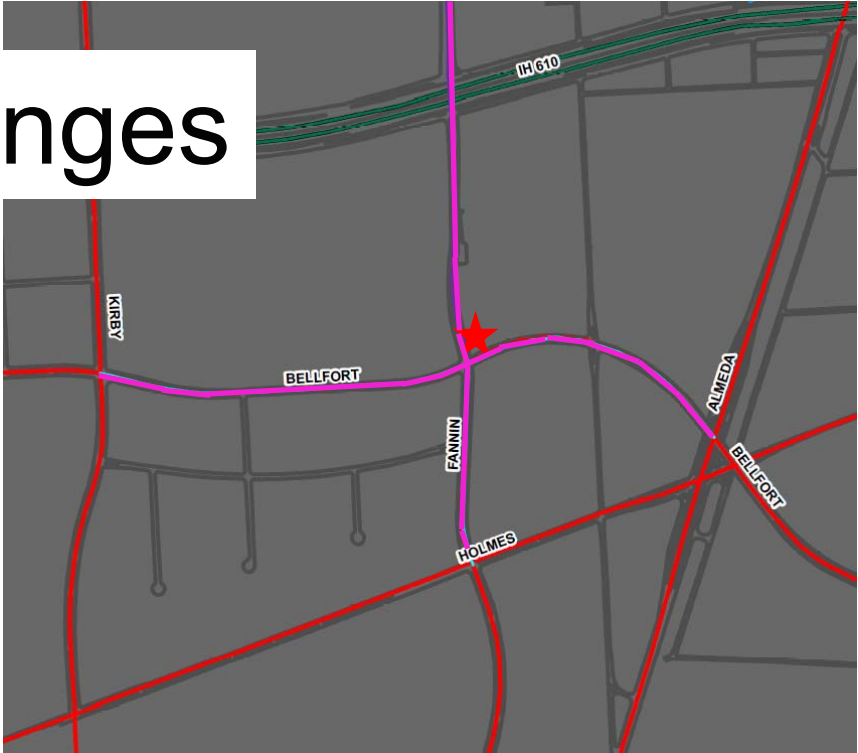 IH 610
nges
KIRBY
BELLFORT
ALMEDA
FANNIN
BELLFORT
HOLMES